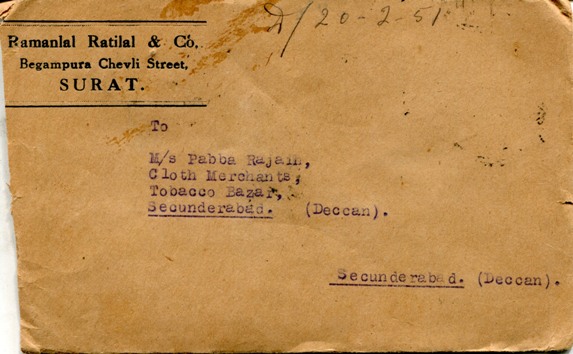 D/20-2-51
Ramanlal Ratilal & Co,
Begampura Chevli Street,
SURAT.
To
M/s Pabba Rajaih,
Cloth Merchants,
Tobacco Bazar,
Secunderabad. (Deccan).
Secunderabad. (Deccan).